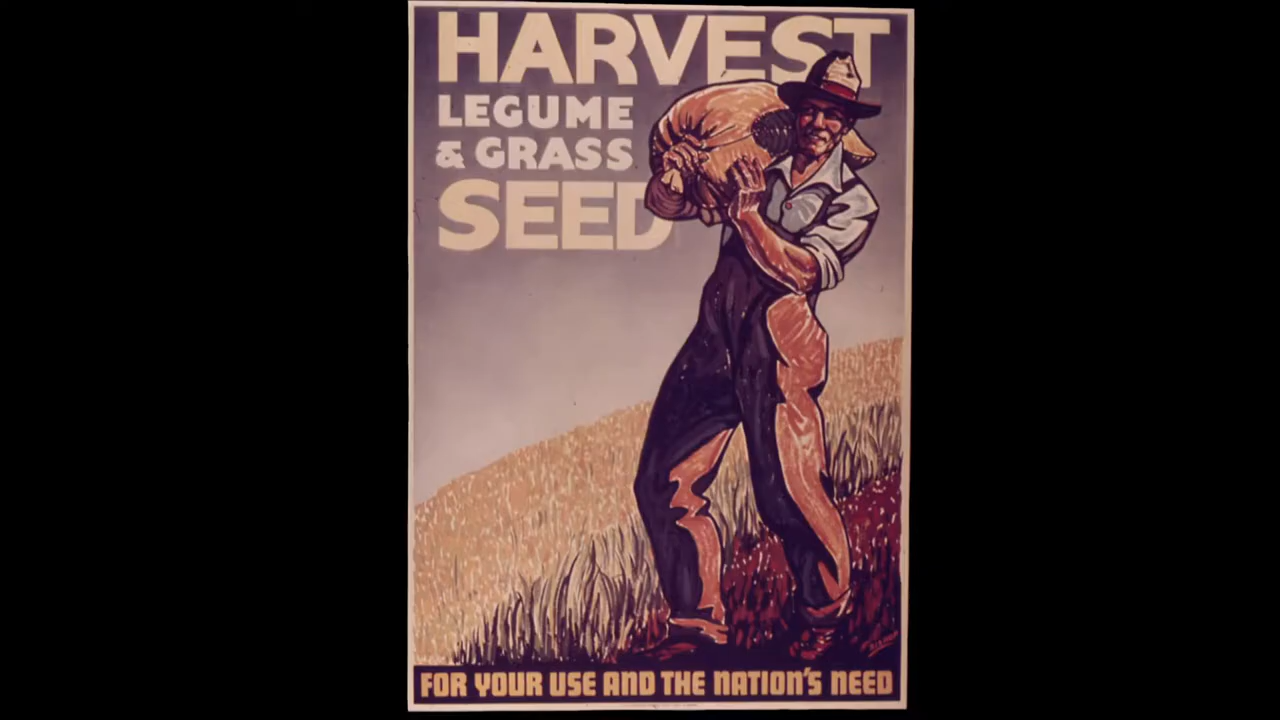 HARVEST
LEGUME
& GRASS
SEED
FOR YOUR USE AND THE NATION'S NEED